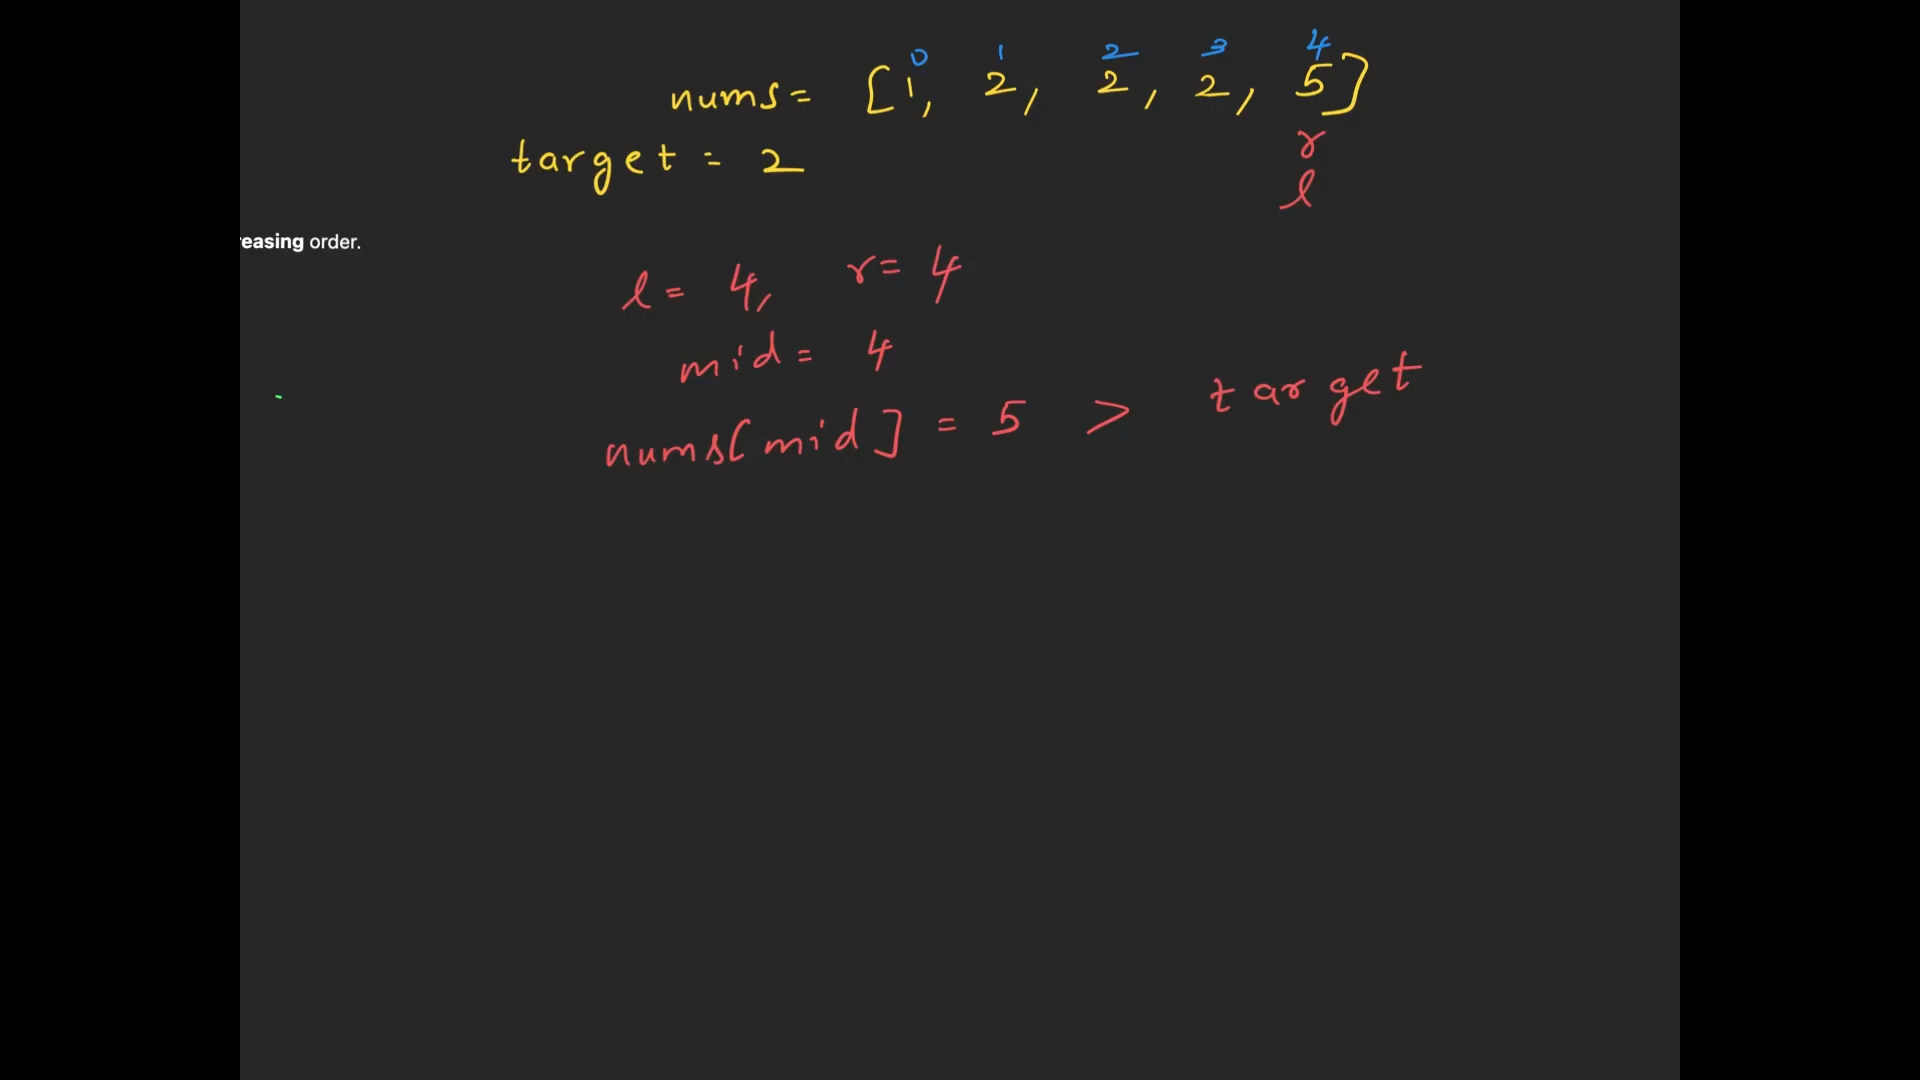 0 1 2 3 4
nums = [1, 2, 2, 2, 5]
r
target = 2
l
reasing order.
l = 4, r = 4
mid = 4
nums[mid] = 5 > target